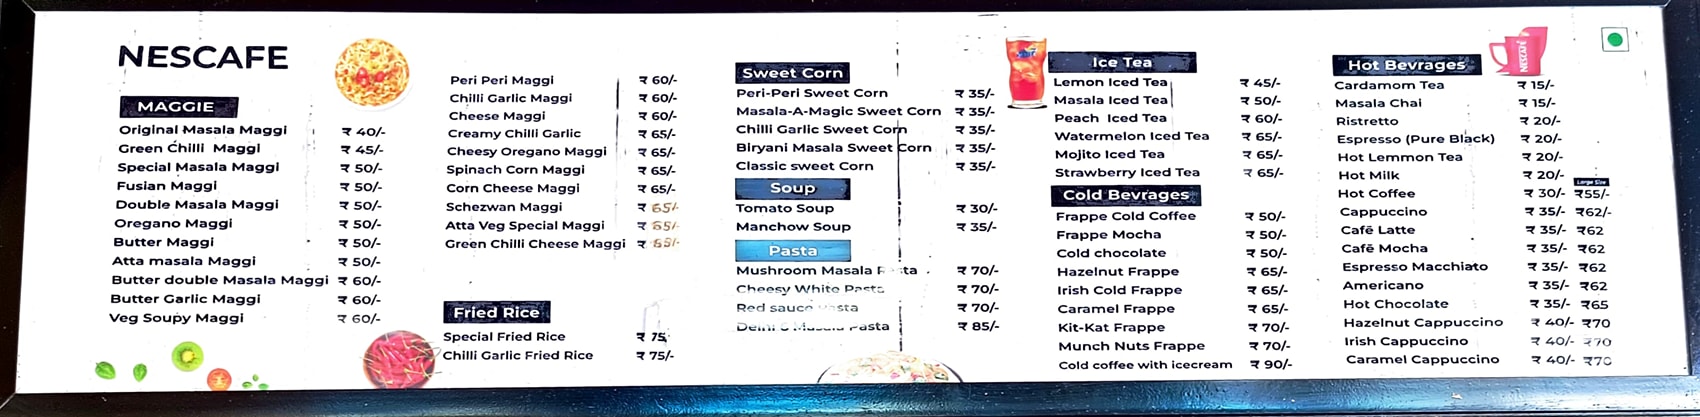 NESCAFE
MAGGIE
Original Masala Maggi ₹ 40/-
Green Chilli Maggi ₹ 45/-
Special Masala Maggi ₹ 50/-
Fusian Maggi ₹ 50/-
Double Masala Maggi ₹ 50/-
Oregano Maggi ₹ 50/-
Butter Maggi ₹ 50/-
Atta masala Maggi ₹ 50/-
Butter double Masala Maggi ₹ 60/-
Butter Garlic Maggi ₹ 60/-
Veg Soupy Maggi ₹ 60/-
Peri Peri Maggi ₹ 60/-
Chilli Garlic Maggi ₹ 60/-
Cheese Maggi ₹ 60/-
Creamy Chilli Garlic ₹ 65/-
Cheesy Oregano Maggi ₹ 65/-
Spinach Corn Maggi ₹ 65/-
Corn Cheese Maggi ₹ 65/-
Schezwan Maggi ₹ 65/-
Atta Veg Special Maggi ₹ 65/-
Green Chilli Cheese Maggi ₹
Fried Rice
Special Fried Rice ₹ 75
Chilli Garlic Fried Rice ₹ 75/-
Sweet Corn
Peri-Peri Sweet Corn ₹ 35/-
Masala-A-Magic Sweet Corn ₹ 35/-
Chilli Garlic Sweet Corn ₹ 35/-
Biryani Masala Sweet Corn ₹ 35/-
Classic sweet Corn ₹ 35/-
Soup
Tomato Soup ₹ 30/-
Manchow Soup ₹ 35/-
Pasta
Mushroom Masala Pasta ₹ 70/-
Cheesy White Pasta ₹ 70/-
Red sauce Pasta ₹ 70/-
Masala Pasta ₹ 85/-
Ice Tea
Lemon Iced Tea ₹ 45/-
Masala Iced Tea ₹ 50/-
Peach Iced Tea ₹ 60/-
Watermelon Iced Tea ₹ 65/-
Mojito Iced Tea ₹ 65/-
Strawberry Iced Tea ₹ 65/-
Cold Bevrages
Frappe Cold Coffee ₹ 50/-
Frappe Mocha ₹ 50/-
Cold chocolate ₹ 50/-
Hazelnut Frappe ₹ 65/-
Irish Cold Frappe ₹ 65/-
Caramel Frappe ₹ 65/-
Kit-Kat Frappe ₹ 70/-
Munch Nuts Frappe ₹ 70/-
Cold coffee with icecream ₹ 90/-
NESCAFÉ
Hot Bevrages
Cardamom Tea ₹ 15/-
Masala Chai ₹ 15/-
Ristretto ₹ 20/-
Espresso (Pure Black) ₹ 20/-
Hot Lemmon Tea ₹ 20/-
Hot Milk ₹ 20/-
Large Size
Hot Coffee ₹ 30/- ₹55/-
Cappuccino ₹ 35/- ₹62/-
Café Latte ₹ 35/- ₹62
Café Mocha ₹ 35/- ₹62
Espresso Macchiato ₹ 35/- ₹62
Americano ₹ 35/- ₹62
Hot Chocolate ₹ 35/- ₹65
Hazelnut Cappuccino ₹ 40/- ₹70
Irish Cappuccino ₹ 40/- ₹70
Caramel Cappuccino ₹ 40/- ₹70